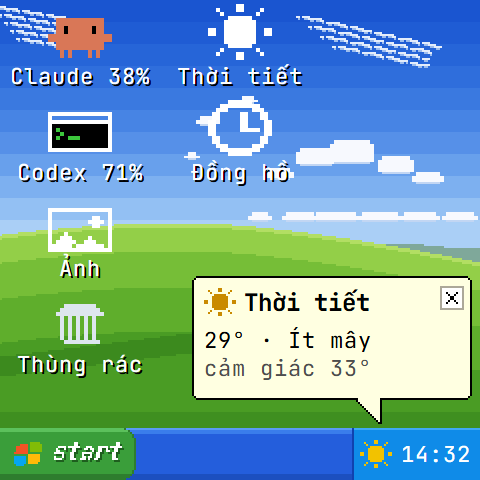 Claude 38%
Thời tiết
Codex 71%
Đồng hồ
Ảnh
Thùng rác
Thời tiết
29° · Ít mây
cảm giác 33°
start
14:32